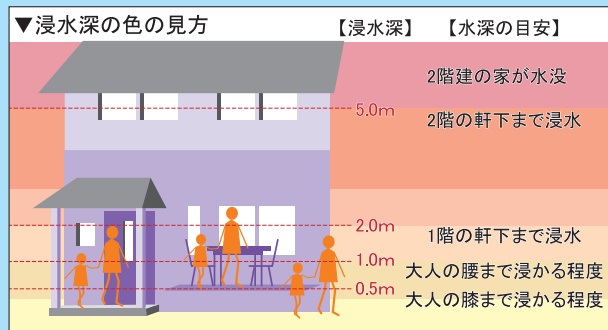 ▼浸水深の色の見方
【浸水深】 【水深の目安】
2階建の家が水没
5.0m
2階の軒下まで浸水
2.0m
1階の軒下まで浸水
1.0m
大人の腰まで浸かる程度
0.5m
大人の膝まで浸かる程度